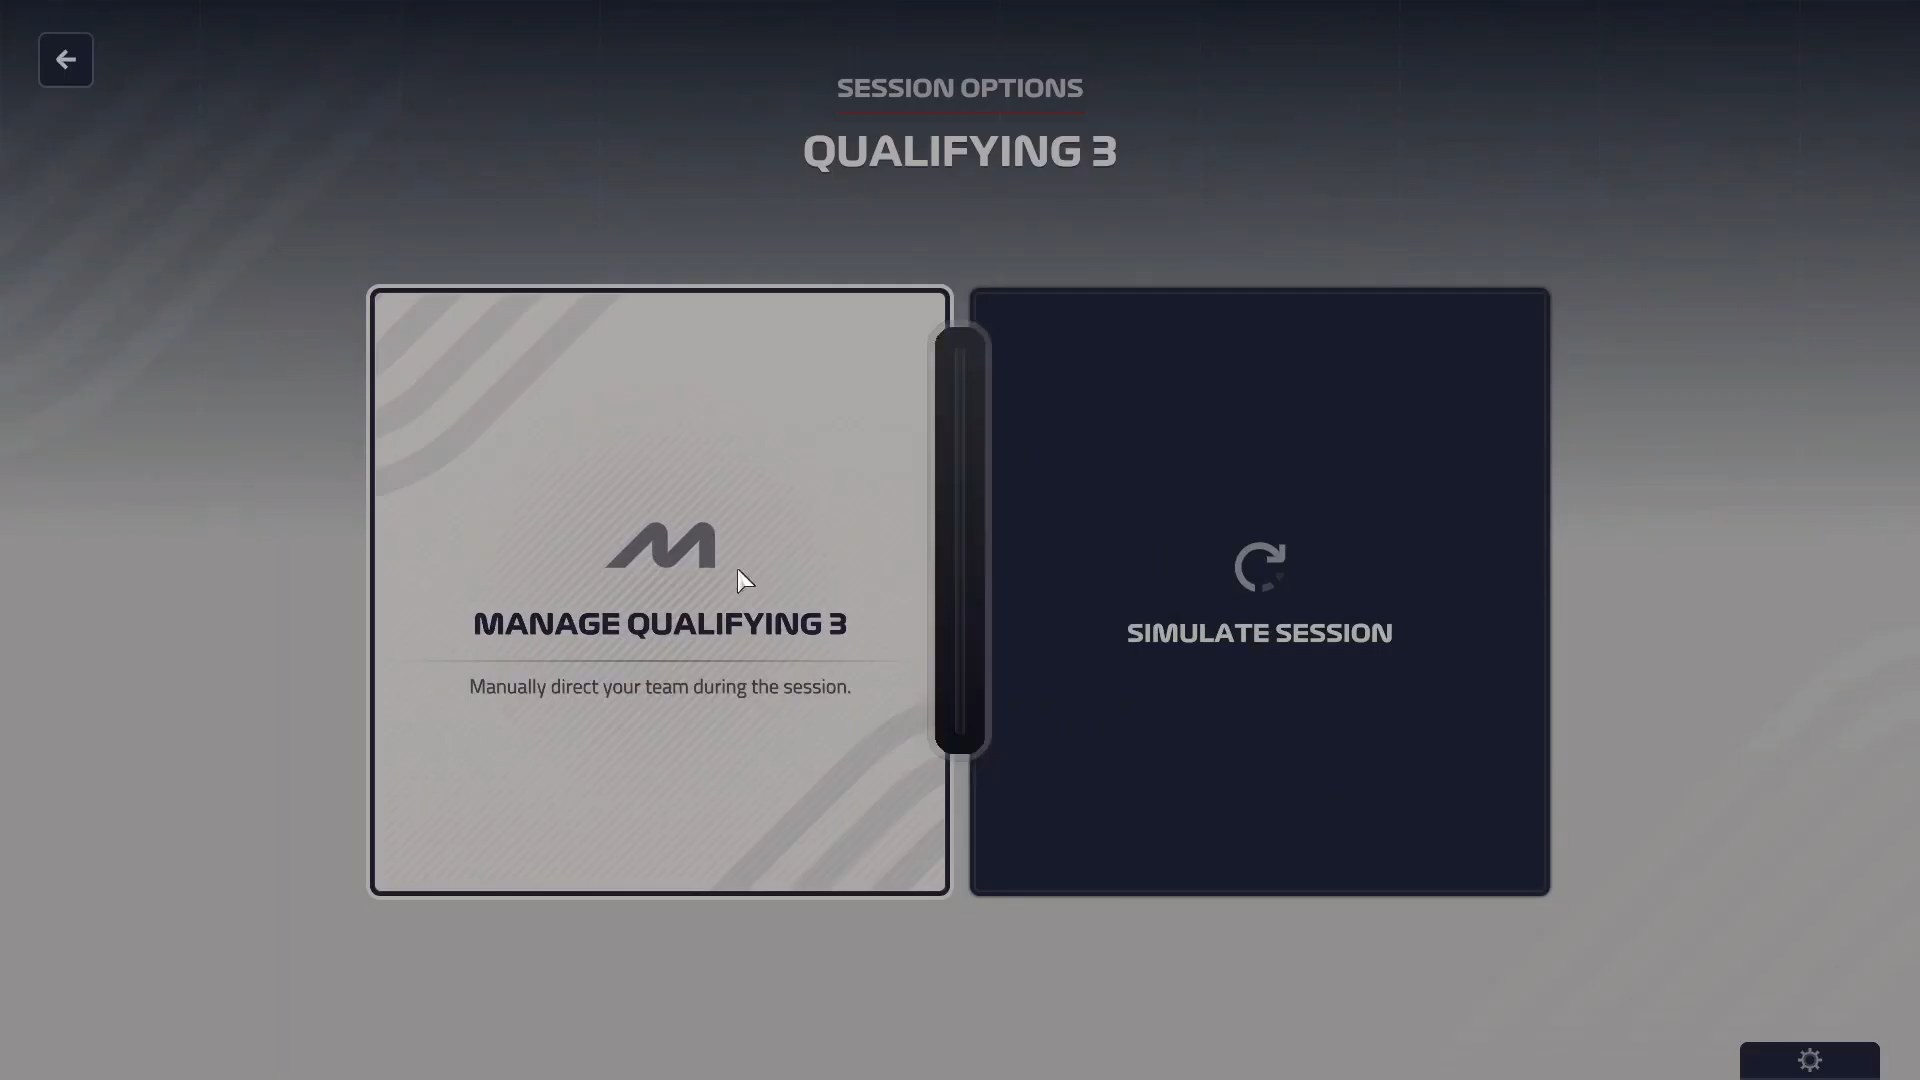 SESSION OPTIONS
QUALIFYING 3
MANAGE QUALIFYING 3
Manually direct your team during the session.
SIMULATE SESSION